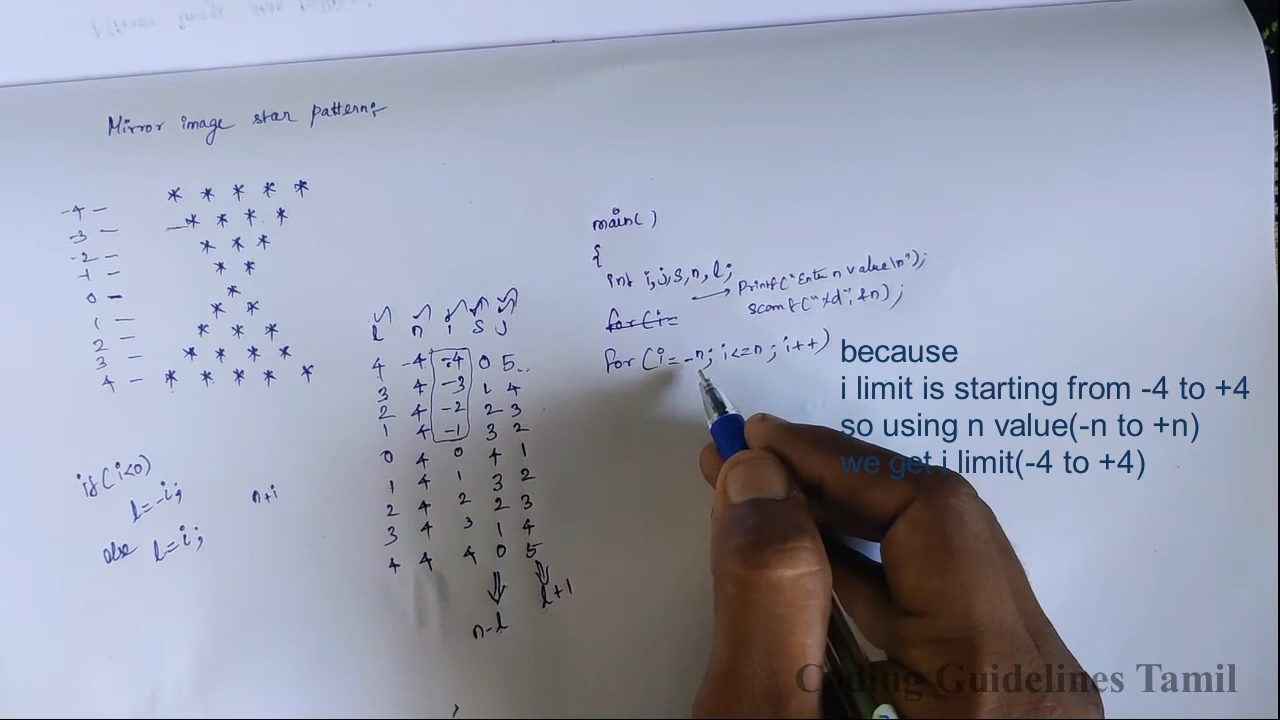 Mirror image star pattern:-
-4 - * * * * *
-3 - - * * * *
-2 - * * *
-1 - * *
0 - *
1 - * *
2 - * * *
3 - * * * *
4 - * * * * *
if(i<0)
l=-i;
else l=i;
n+i
l n i s j
4 -4 -4 0 5..
3 4 -3 1 4
2 4 -2 2 3
1 4 -1 3 2
0 4 0 4 1
1 4 1 3 2
2 4 2 2 3
3 4 3 1 4
4 4 4 0 5
n-l
l+1
main()
{
int i,j,s,n,l;
printf("Enter n value\n");
scanf("%d",&n);
for(i=
for(i=-n; i<=n; i++)
because
i limit is starting from -4 to +4
so using n value(-n to +n)
we get i limit(-4 to +4)
Coding Guidelines Tamil